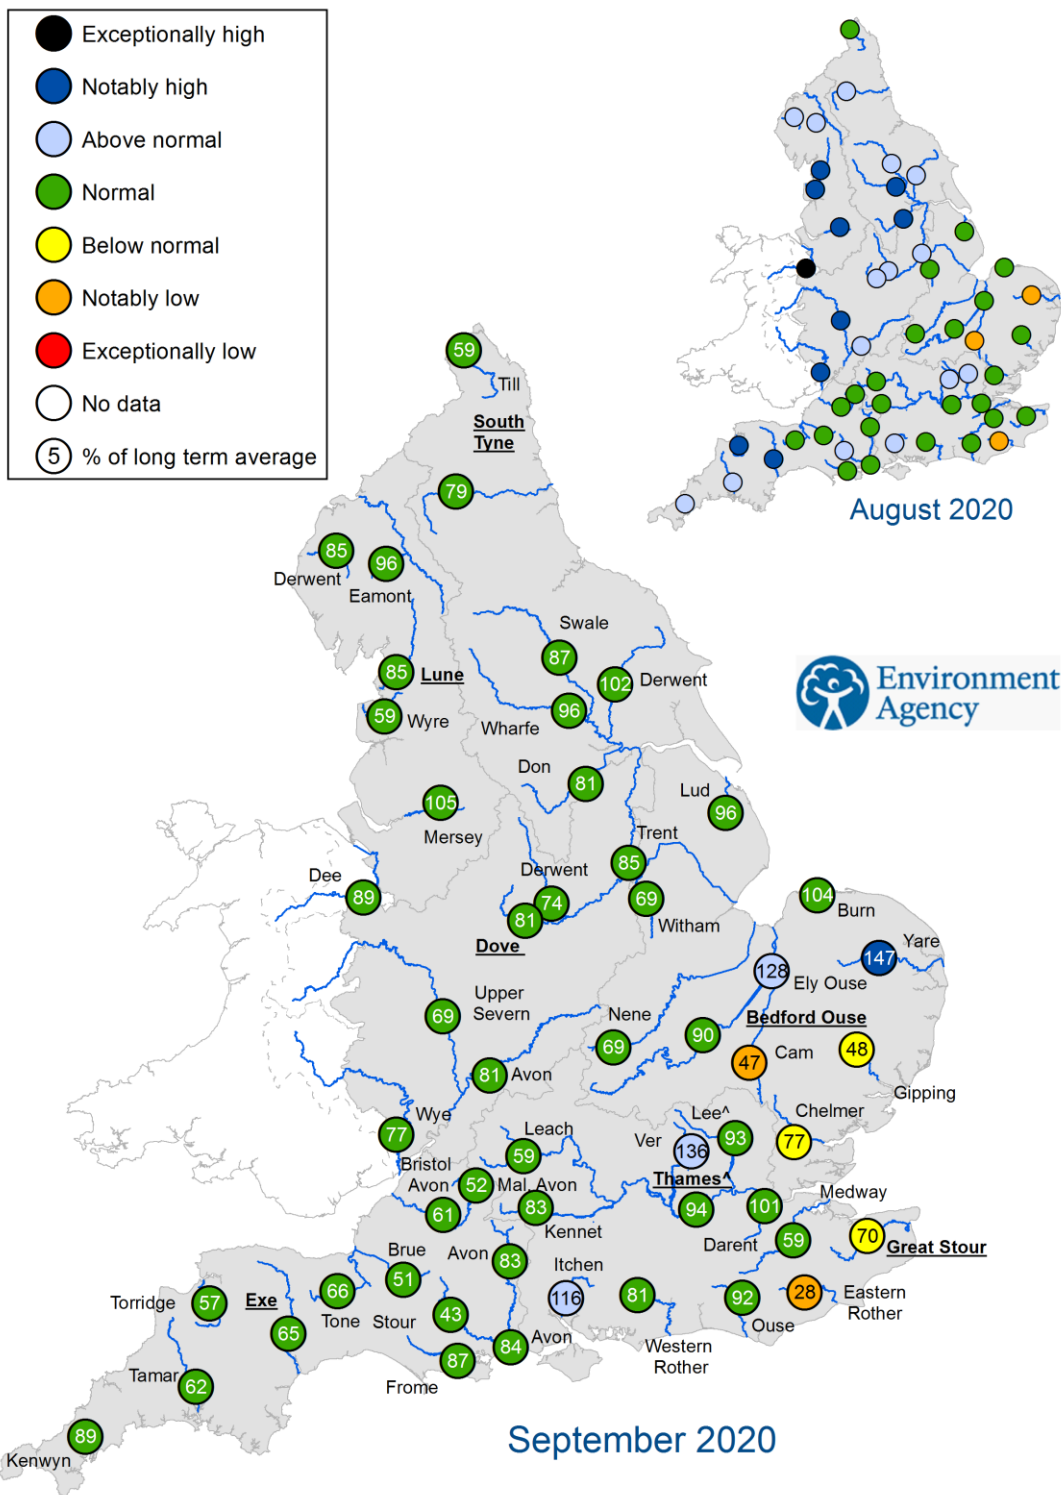 Exceptionally high
Notably high
Above normal
Normal
Below normal
Notably low
Exceptionally low
No data
5 % of long term average
August 2020
59
Till
South
Tyne
79
85
Derwent
96
Eamont
Swale
87
85 Lune
102 Derwent
59 Wyre
Wharfe 96
Environment
Agency
Don 81
Lud
96
105
Mersey
Trent
85
Dee
89
Derwent
74
81
Dove
69
Witham
104
Burn
Yare
147
128
Ely Ouse
Upper
Severn
69
Nene
69
Bedford Ouse
90
47 Cam
48
Gipping
81 Avon
Wye
77
Leach
59
Ver
136
Lee^
93
Chelmer
77
Bristol
Avon
52 Mal. Avon
61
83
Kennet
Thames^
94
101
Darent
Medway
59
70
Great Stour
Brue
51
Avon 83
Itchen
116
81
Western
Rother
92
Ouse
28 Eastern
Rother
Torridge 57
Exe
65
66
Tone
Stour 43
84 Avon
87
Frome
Tamar 62
89
Kenwyn
September 2020